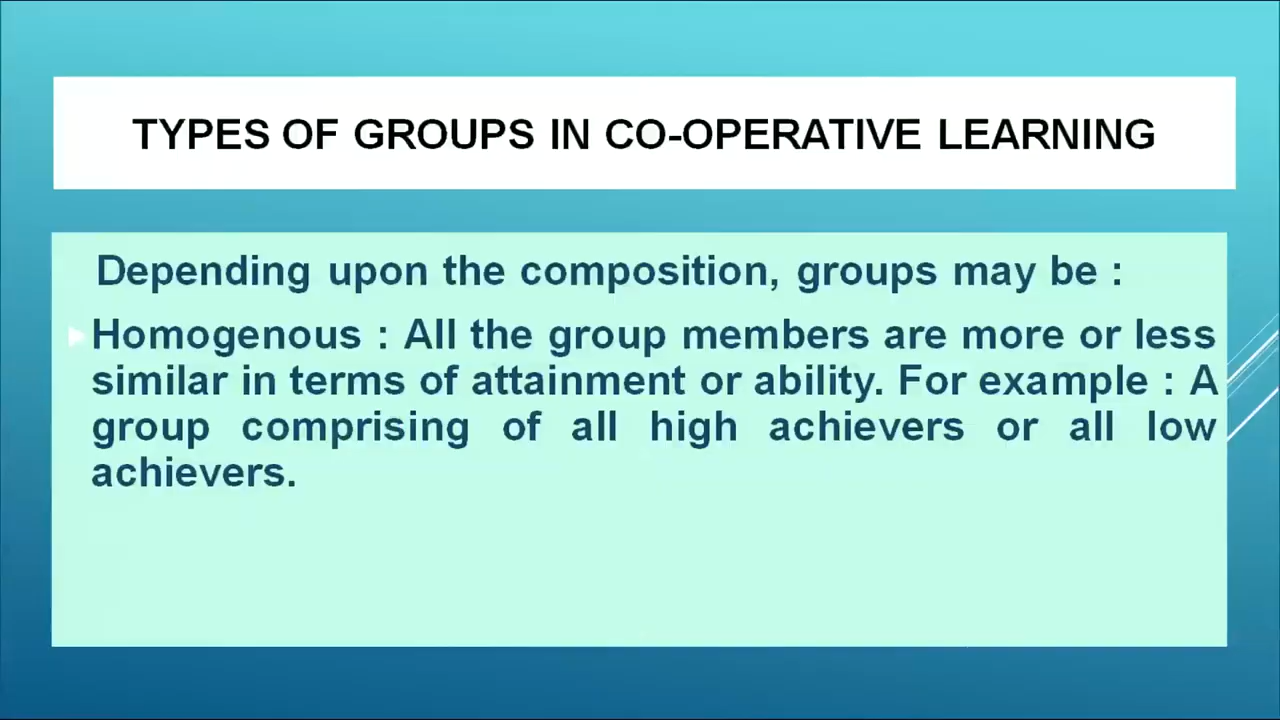 TYPES OF GROUPS IN CO-OPERATIVE LEARNING
Depending upon the composition, groups may be :
Homogenous : All the group members are more or less
similar in terms of attainment or ability. For example : A
group comprising of all high achievers or all low
achievers.